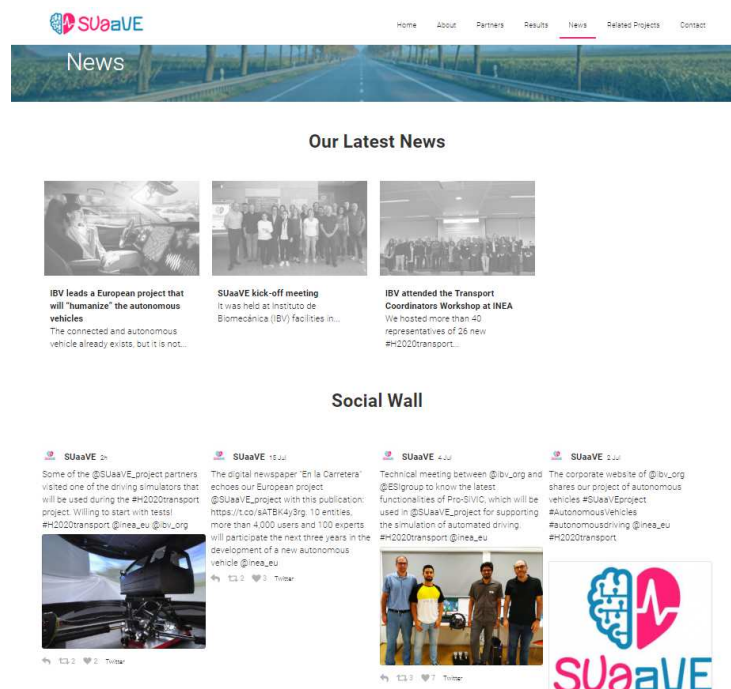 SUaaVE
Home About Partners Results News Related Projects Contact
News
Our Latest News
IBV leads a European project that
will "humanize" the autonomous
vehicles
The connected and autonomous
vehicle already exists, but it is not...
SUaaVE kick-off meeting
It was held at Instituto de
Biomecánica (IBV) facilities in...
IBV attended the Transport
Coordinators Workshop at INEA
We hosted more than 40
representatives of 26 new
#H2020transport...
Social Wall
SUaaVE 2h
Some of the @SUaaVE_project partners
visited one of the driving simulators that
will be used during the #H2020transport
project. Willing to start with tests!
#H2020transport @inea_eu @ibv_org
2 2 Twitter
SUaaVE 15 Jul
The digital newspaper "En la Carretera"
echoes our European project
@SUaaVE_project with this publication:
https://t.co/sATBK4y3rg. 10 entities,
more than 4,000 users and 100 experts
will participate the next three years in the
development of a new autonomous
vehicle @inea_eu
2 3 Twitter
SUaaVE 4 Jul
Technical meeting between @ibv_org and
@ESIgroup to know the latest
functionalities of Pro-SIVIC, which will be
used in @SUaaVE_project for supporting
the simulation of automated driving.
#H2020transport @inea_eu
3 7 Twitter
SUaaVE 2 Jul
The corporate website of @ibv_org
shares our project of autonomous
vehicles #SUaaVEproject
#AutonomousVehicles
#autonomousdriving @inea_eu
#H2020transport
SUaaVE